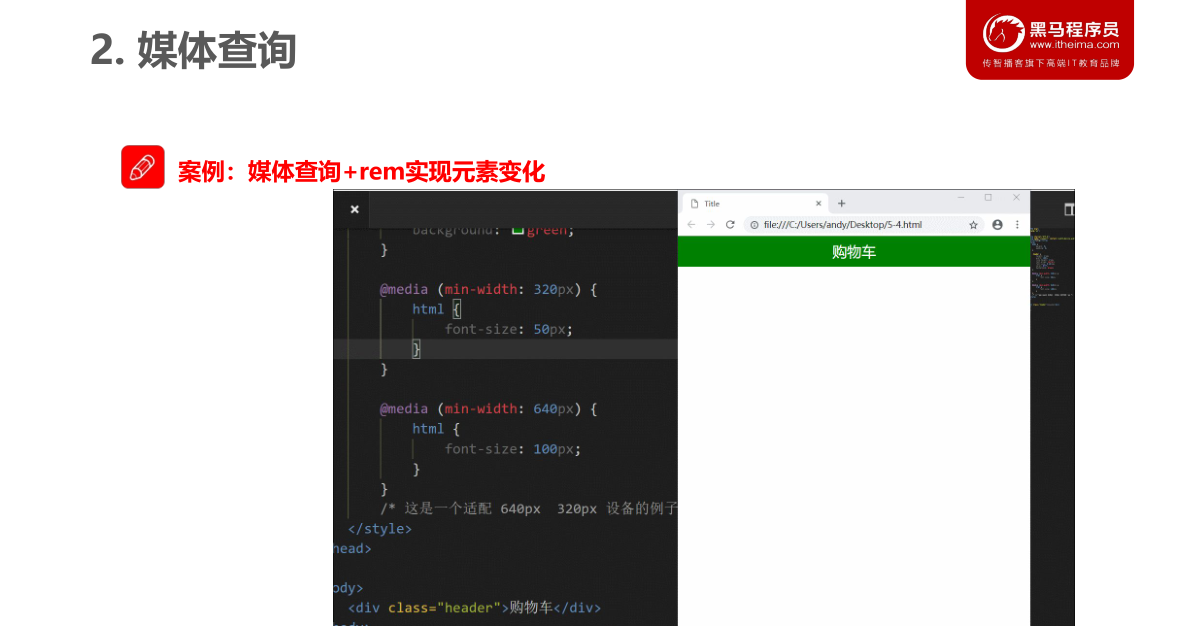 2. 媒体查询
黑马程序员
www.itheima.com
传智播客旗下高端IT教育品牌
案例：媒体查询+rem实现元素变化
Title
file:///C:/Users/andy/Desktop/5-4.html
购物车
background: green;
}
@media (min-width: 320px) {
html {
font-size: 50px;
}
}
@media (min-width: 640px) {
html {
font-size: 100px;
}
}
/* 这是一个适配 640px 320px 设备的例子
</style>
head>
ody>
<div class="header">购物车</div>